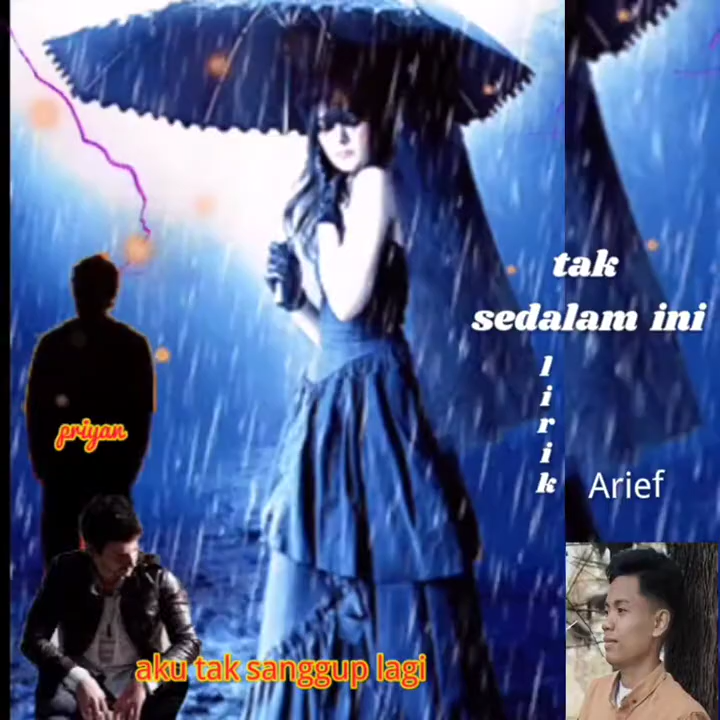 tak
sedalam ini
lirik
Arief
priyan
aku tak sanggup lagi